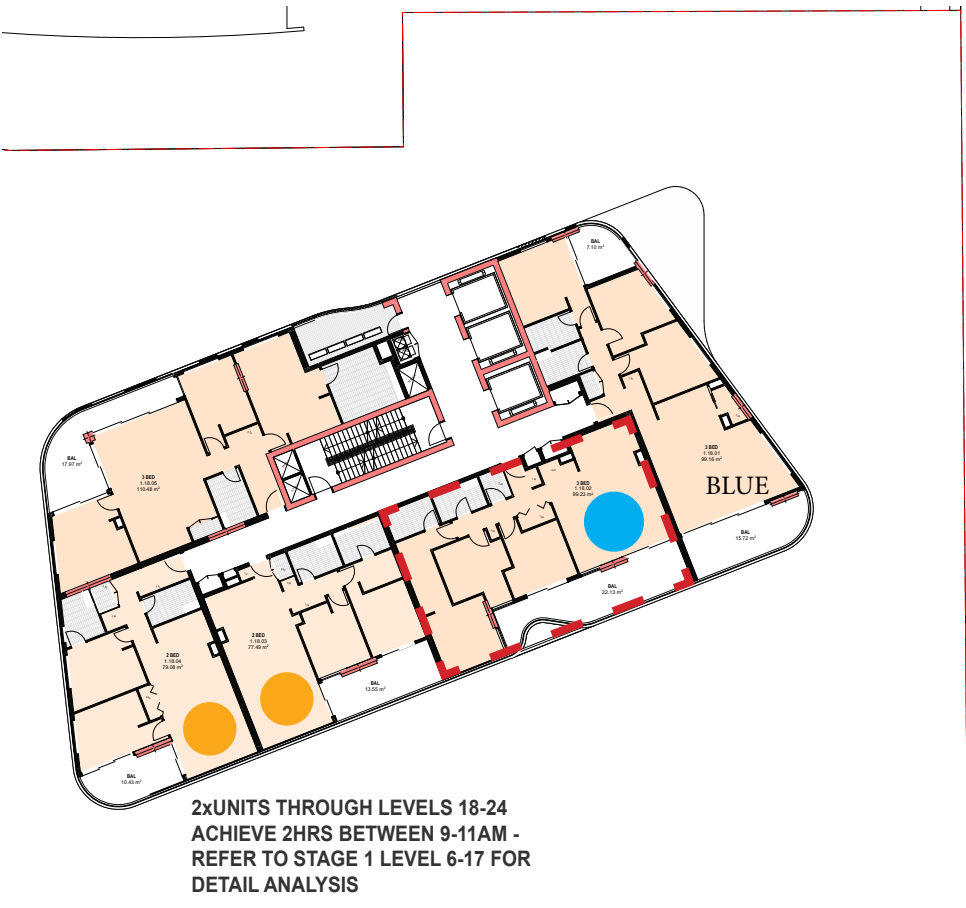 BAL
7.10 m²
3 BED
1.18.01
99.16 m²
BLUE
BAL
15.72 m²
3 BED
1.18.02
99.23 m²
BAL
22.13 m²
BAL
17.97 m²
3 BED
1.18.05
110.48 m²
2 BED
1.18.03
77.49 m²
BAL
13.55 m²
2 BED
1.18.04
79.08 m²
BAL
10.43 m²
2xUNITS THROUGH LEVELS 18-24
ACHIEVE 2HRS BETWEEN 9-11AM -
REFER TO STAGE 1 LEVEL 6-17 FOR
DETAIL ANALYSIS